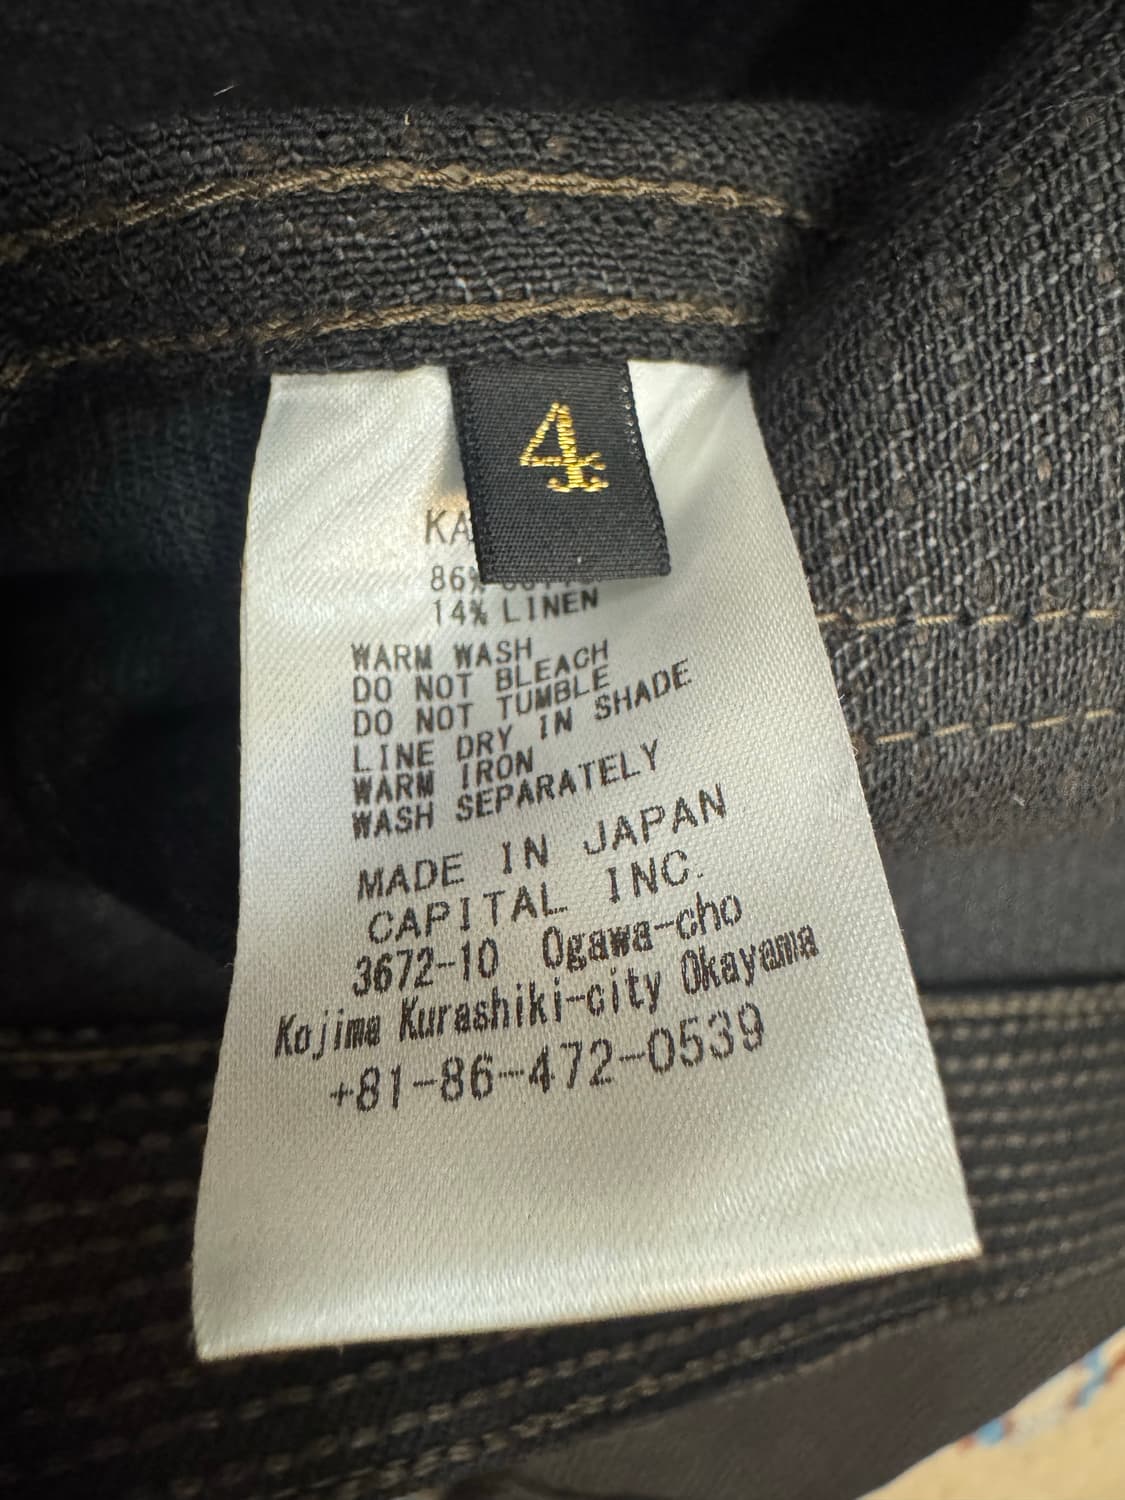 4
KA
86%
14% LINEN
WARM WASH
DO NOT BLEACH
DO NOT TUMBLE
LINE DRY IN SHADE
WARM IRON
WASH SEPARATELY
MADE IN JAPAN
CAPITAL INC.
3672-10 Ogawa-cho
Kojima Kurashiki-city Okayama
+81-86-472-0539